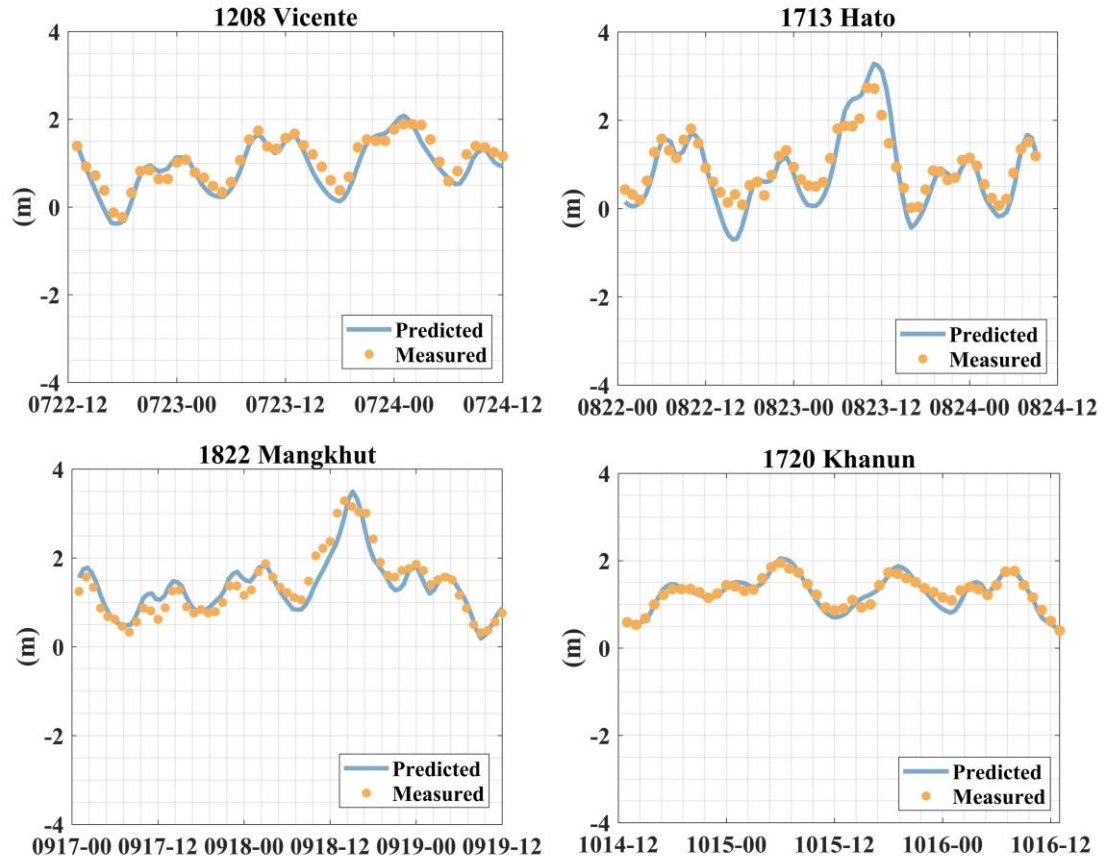 1208 Vicente
4
2
0
-2
-4
(m)
Predicted
Measured
0722-12 0723-00 0723-12 0724-00 0724-12
1713 Hato
4
2
0
-2
-4
(m)
Predicted
Measured
0822-00 0822-12 0823-00 0823-12 0824-00 0824-12
1822 Mangkhut
4
2
0
-2
-4
(m)
Predicted
Measured
0917-00 0917-12 0918-00 0918-12 0919-00 0919-12
1720 Khanun
4
2
0
-2
-4
(m)
Predicted
Measured
1014-12 1015-00 1015-12 1016-00 1016-12